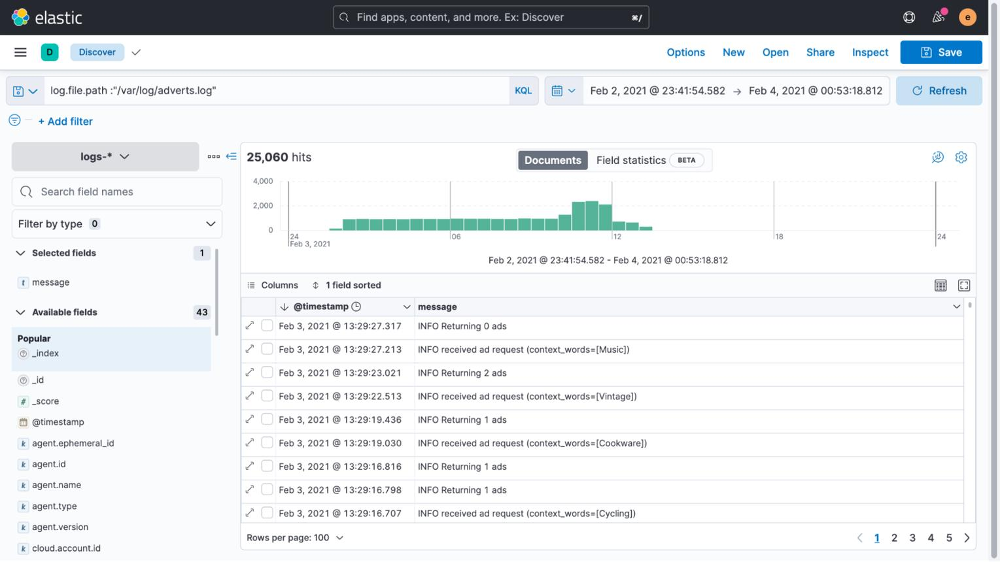 elastic
Find apps, content, and more. Ex: Discover
⌘/
e
D
Discover
Options
New
Open
Share
Inspect
Save
log.file.path :"/var/log/adverts.log"
KQL
Feb 2, 2021 @ 23:41:54.582 → Feb 4, 2021 @ 00:53:18.812
Refresh
+ Add filter
logs-*
Search field names
Filter by type 0
Selected fields 1
t message
Available fields 43
Popular
_index
_id
# _score
@timestamp
k agent.ephemeral_id
k agent.id
k agent.name
k agent.type
k agent.version
k cloud.account.id
25,060 hits
Documents
Field statistics BETA
4,000
2,000
0
24 06 12 18 24
Feb 3, 2021
Feb 2, 2021 @ 23:41:54.582 - Feb 4, 2021 @ 00:53:18.812
Columns 1 field sorted
@timestamp message
Feb 3, 2021 @ 13:29:27.317 INFO Returning 0 ads
Feb 3, 2021 @ 13:29:27.213 INFO received ad request (context_words=[Music])
Feb 3, 2021 @ 13:29:23.021 INFO Returning 2 ads
Feb 3, 2021 @ 13:29:22.513 INFO received ad request (context_words=[Vintage])
Feb 3, 2021 @ 13:29:19.436 INFO Returning 1 ads
Feb 3, 2021 @ 13:29:19.030 INFO received ad request (context_words=[Cookware])
Feb 3, 2021 @ 13:29:16.816 INFO Returning 1 ads
Feb 3, 2021 @ 13:29:16.798 INFO Returning 1 ads
Feb 3, 2021 @ 13:29:16.707 INFO received ad request (context_words=[Cycling])
Rows per page: 100
1 2 3 4 5